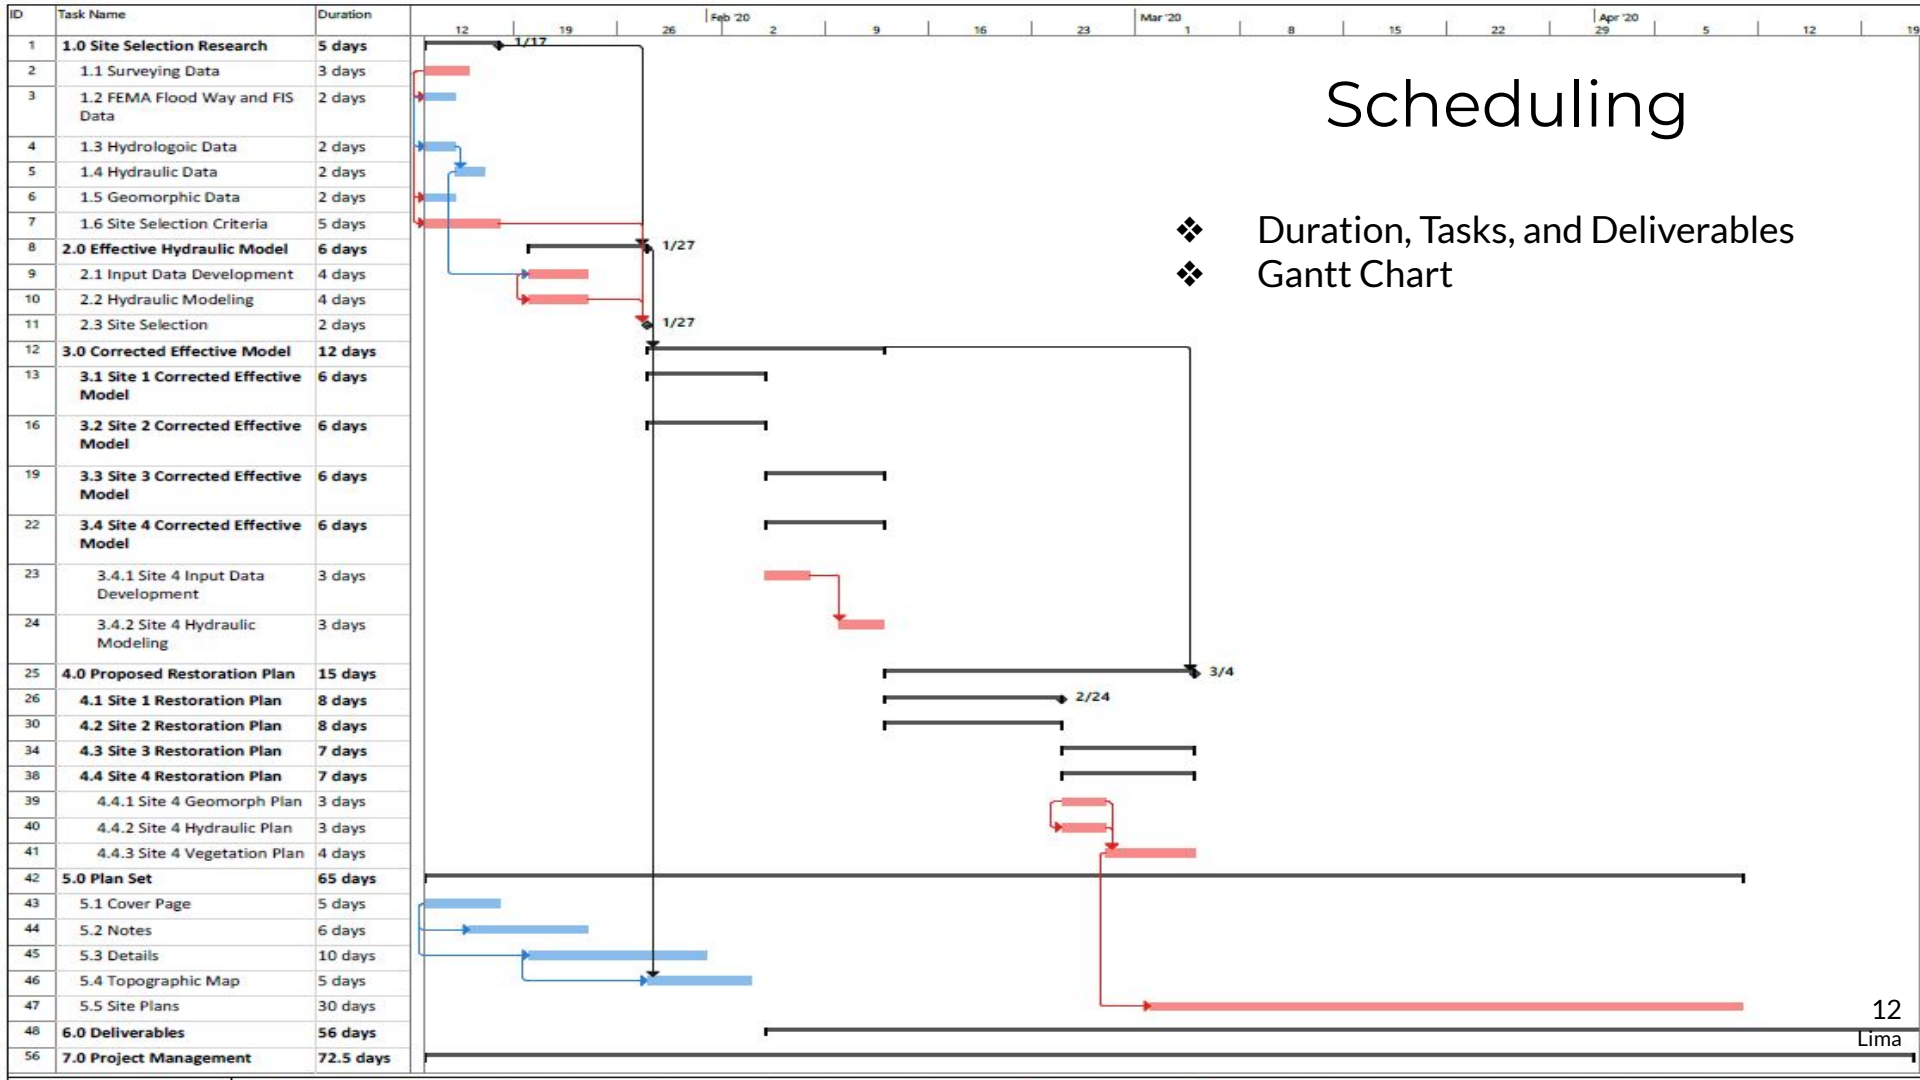 ID Task Name Duration Feb '20 Mar '20 Apr '20
12 19 26 2 9 16 23 1 8 15 22 29 5 12 19
1 1.0 Site Selection Research 5 days 1/17
2 1.1 Surveying Data 3 days
3 1.2 FEMA Flood Way and FIS 2 days
Data
4 1.3 Hydrologoic Data 2 days
5 1.4 Hydraulic Data 2 days
6 1.5 Geomorphic Data 2 days
7 1.6 Site Selection Criteria 5 days
8 2.0 Effective Hydraulic Model 6 days 1/27
9 2.1 Input Data Development 4 days
10 2.2 Hydraulic Modeling 4 days
11 2.3 Site Selection 2 days 1/27
12 3.0 Corrected Effective Model 12 days
13 3.1 Site 1 Corrected Effective 6 days
Model
16 3.2 Site 2 Corrected Effective 6 days
Model
19 3.3 Site 3 Corrected Effective 6 days
Model
22 3.4 Site 4 Corrected Effective 6 days
Model
23 3.4.1 Site 4 Input Data 3 days
Development
24 3.4.2 Site 4 Hydraulic 3 days
Modeling
25 4.0 Proposed Restoration Plan 15 days 3/4
26 4.1 Site 1 Restoration Plan 8 days 2/24
30 4.2 Site 2 Restoration Plan 8 days
34 4.3 Site 3 Restoration Plan 7 days
38 4.4 Site 4 Restoration Plan 7 days
39 4.4.1 Site 4 Geomorph Plan 3 days
40 4.4.2 Site 4 Hydraulic Plan 3 days
41 4.4.3 Site 4 Vegetation Plan 4 days
42 5.0 Plan Set 65 days
43 5.1 Cover Page 5 days
44 5.2 Notes 6 days
45 5.3 Details 10 days
46 5.4 Topographic Map 5 days
47 5.5 Site Plans 30 days
48 6.0 Deliverables 56 days
56 7.0 Project Management 72.5 days
Scheduling
❖ Duration, Tasks, and Deliverables
❖ Gantt Chart
12
Lima